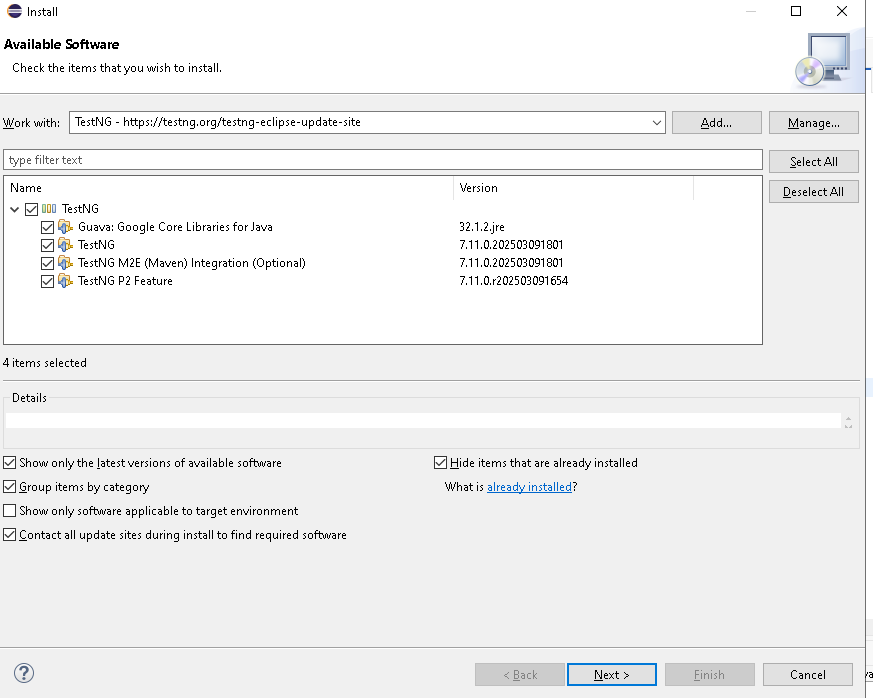 Install
Available Software
Check the items that you wish to install.
Work with: TestNG - https://testng.org/testng-eclipse-update-site Add... Manage...
type filter text Select All
Name Version Deselect All
TestNG
Guava: Google Core Libraries for Java 32.1.2.jre
TestNG 7.11.0.202503091801
TestNG M2E (Maven) Integration (Optional) 7.11.0.202503091801
TestNG P2 Feature 7.11.0.r202503091654
4 items selected
Details
Show only the latest versions of available software Hide items that are already installed
Group items by category What is already installed?
Show only software applicable to target environment
Contact all update sites during install to find required software
? < Back Next > Finish Cancel